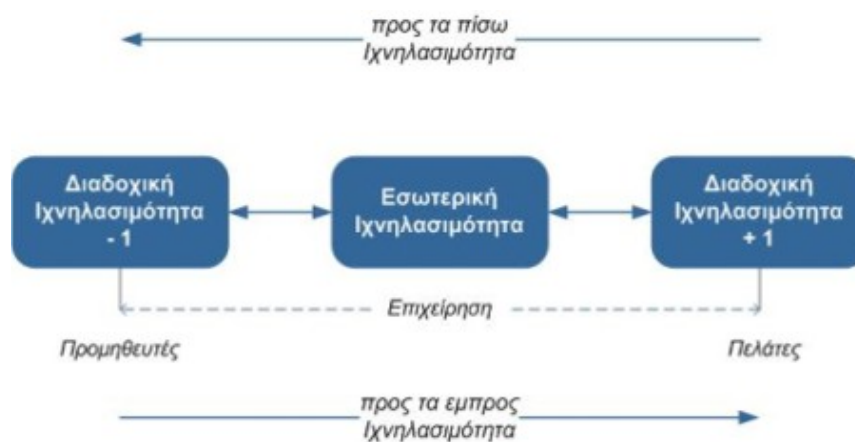 προς τα πίσω
Ιχνηλασιμότητα
Διαδοχική
Ιχνηλασιμότητα
- 1
Εσωτερική
Ιχνηλασιμότητα
Διαδοχική
Ιχνηλασιμότητα
+ 1
Επιχείρηση
Προμηθευτές
Πελάτες
προς τα εμπρος
Ιχνηλασιμότητα